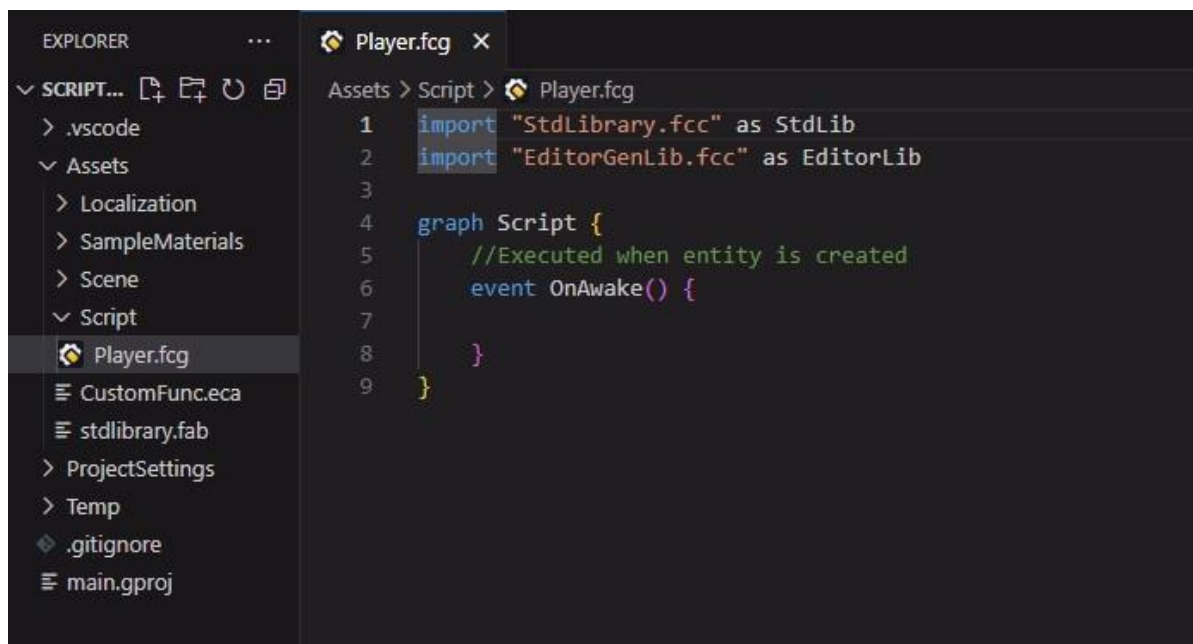 EXPLORER ...
SCRIPT...
.vscode
Assets
Localization
SampleMaterials
Scene
Script
Player.fcg
CustomFunc.eca
stdlibrary.fab
ProjectSettings
Temp
.gitignore
main.gproj
Player.fcg
Assets > Script > Player.fcg
1 import "StdLibrary.fcc" as StdLib
2 import "EditorGenLib.fcc" as EditorLib
3
4 graph Script {
5 //Executed when entity is created
6 event OnAwake() {
7
8 }
9 }